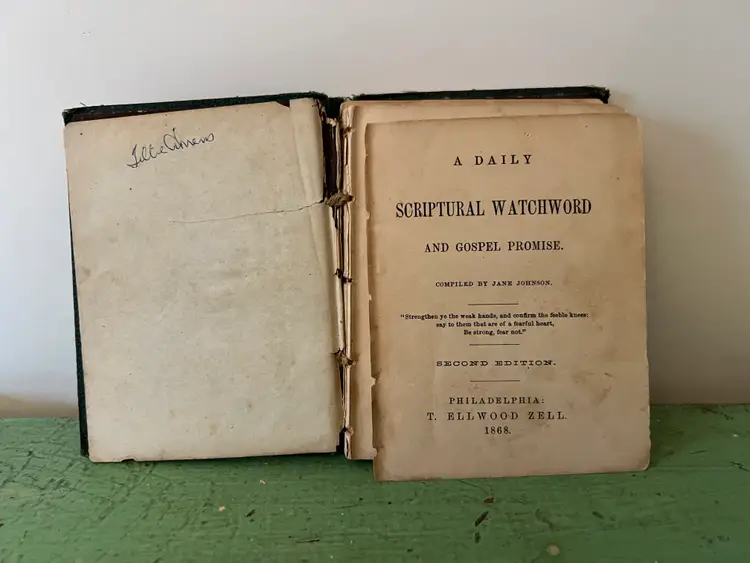 A DAILY
SCRIPTURAL WATCHWORD
AND GOSPEL PROMISE.
COMPILED BY JANE JOHNSON.
"Strengthen ye the weak hands, and confirm the feeble knees:
say to them that are of a fearful heart,
Be strong, fear not."
SECOND EDITION.
PHILADELPHIA:
T. ELLWOOD ZELL.
1868.